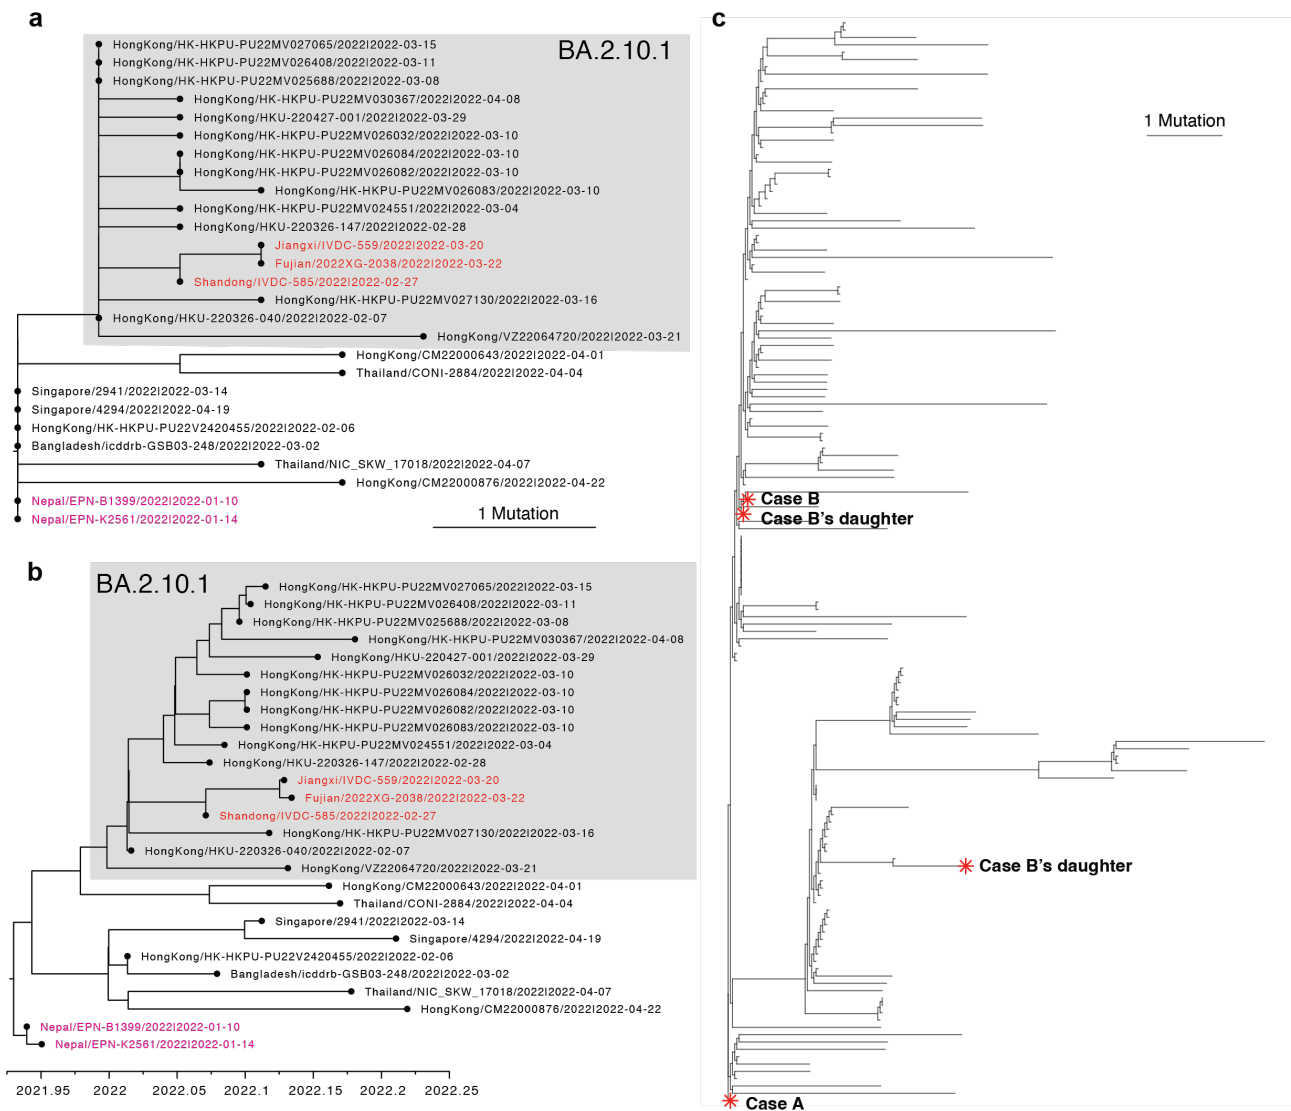 a
BA.2.10.1
HongKong/HK-HKPU-PU22MV027065/2022|2022-03-15
HongKong/HK-HKPU-PU22MV026408/2022|2022-03-11
HongKong/HK-HKPU-PU22MV025688/2022|2022-03-08
HongKong/HK-HKPU-PU22MV030367/2022|2022-04-08
HongKong/HKU-220427-001/2022|2022-03-29
HongKong/HK-HKPU-PU22MV026032/2022|2022-03-10
HongKong/HK-HKPU-PU22MV026084/2022|2022-03-10
HongKong/HK-HKPU-PU22MV026082/2022|2022-03-10
HongKong/HK-HKPU-PU22MV026083/2022|2022-03-10
HongKong/HK-HKPU-PU22MV024551/2022|2022-03-04
HongKong/HKU-220326-147/2022|2022-02-28
Jiangxi/IVDC-559/2022|2022-03-20
Fujian/2022XG-2038/2022|2022-03-22
Shandong/IVDC-585/2022|2022-02-27
HongKong/HK-HKPU-PU22MV027130/2022|2022-03-16
HongKong/HKU-220326-040/2022|2022-02-07
HongKong/VZ22064720/2022|2022-03-21
HongKong/CM22000643/2022|2022-04-01
Thailand/CONI-2884/2022|2022-04-04
Singapore/2941/2022|2022-03-14
Singapore/4294/2022|2022-04-19
HongKong/HK-HKPU-PU22V2420455/2022|2022-02-06
Bangladesh/icddrb-GSB03-248/2022|2022-03-02
Thailand/NIC_SKW_17018/2022|2022-04-07
HongKong/CM22000876/2022|2022-04-22
Nepal/EPN-B1399/2022|2022-01-10
Nepal/EPN-K2561/2022|2022-01-14
1 Mutation
b
BA.2.10.1
HongKong/HK-HKPU-PU22MV027065/2022|2022-03-15
HongKong/HK-HKPU-PU22MV026408/2022|2022-03-11
HongKong/HK-HKPU-PU22MV025688/2022|2022-03-08
HongKong/HK-HKPU-PU22MV030367/2022|2022-04-08
HongKong/HKU-220427-001/2022|2022-03-29
HongKong/HK-HKPU-PU22MV026032/2022|2022-03-10
HongKong/HK-HKPU-PU22MV026084/2022|2022-03-10
HongKong/HK-HKPU-PU22MV026082/2022|2022-03-10
HongKong/HK-HKPU-PU22MV026083/2022|2022-03-10
HongKong/HK-HKPU-PU22MV024551/2022|2022-03-04
HongKong/HKU-220326-147/2022|2022-02-28
Jiangxi/IVDC-559/2022|2022-03-20
Fujian/2022XG-2038/2022|2022-03-22
Shandong/IVDC-585/2022|2022-02-27
HongKong/HK-HKPU-PU22MV027130/2022|2022-03-16
HongKong/HKU-220326-040/2022|2022-02-07
HongKong/VZ22064720/2022|2022-03-21
HongKong/CM22000643/2022|2022-04-01
Thailand/CONI-2884/2022|2022-04-04
Singapore/2941/2022|2022-03-14
Singapore/4294/2022|2022-04-19
HongKong/HK-HKPU-PU22V2420455/2022|2022-02-06
Bangladesh/icddrb-GSB03-248/2022|2022-03-02
Thailand/NIC_SKW_17018/2022|2022-04-07
HongKong/CM22000876/2022|2022-04-22
Nepal/EPN-B1399/2022|2022-01-10
Nepal/EPN-K2561/2022|2022-01-14
2021.95 2022 2022.05 2022.1 2022.15 2022.2 2022.25
c
1 Mutation
Case B
Case B's daughter
Case B's daughter
Case A